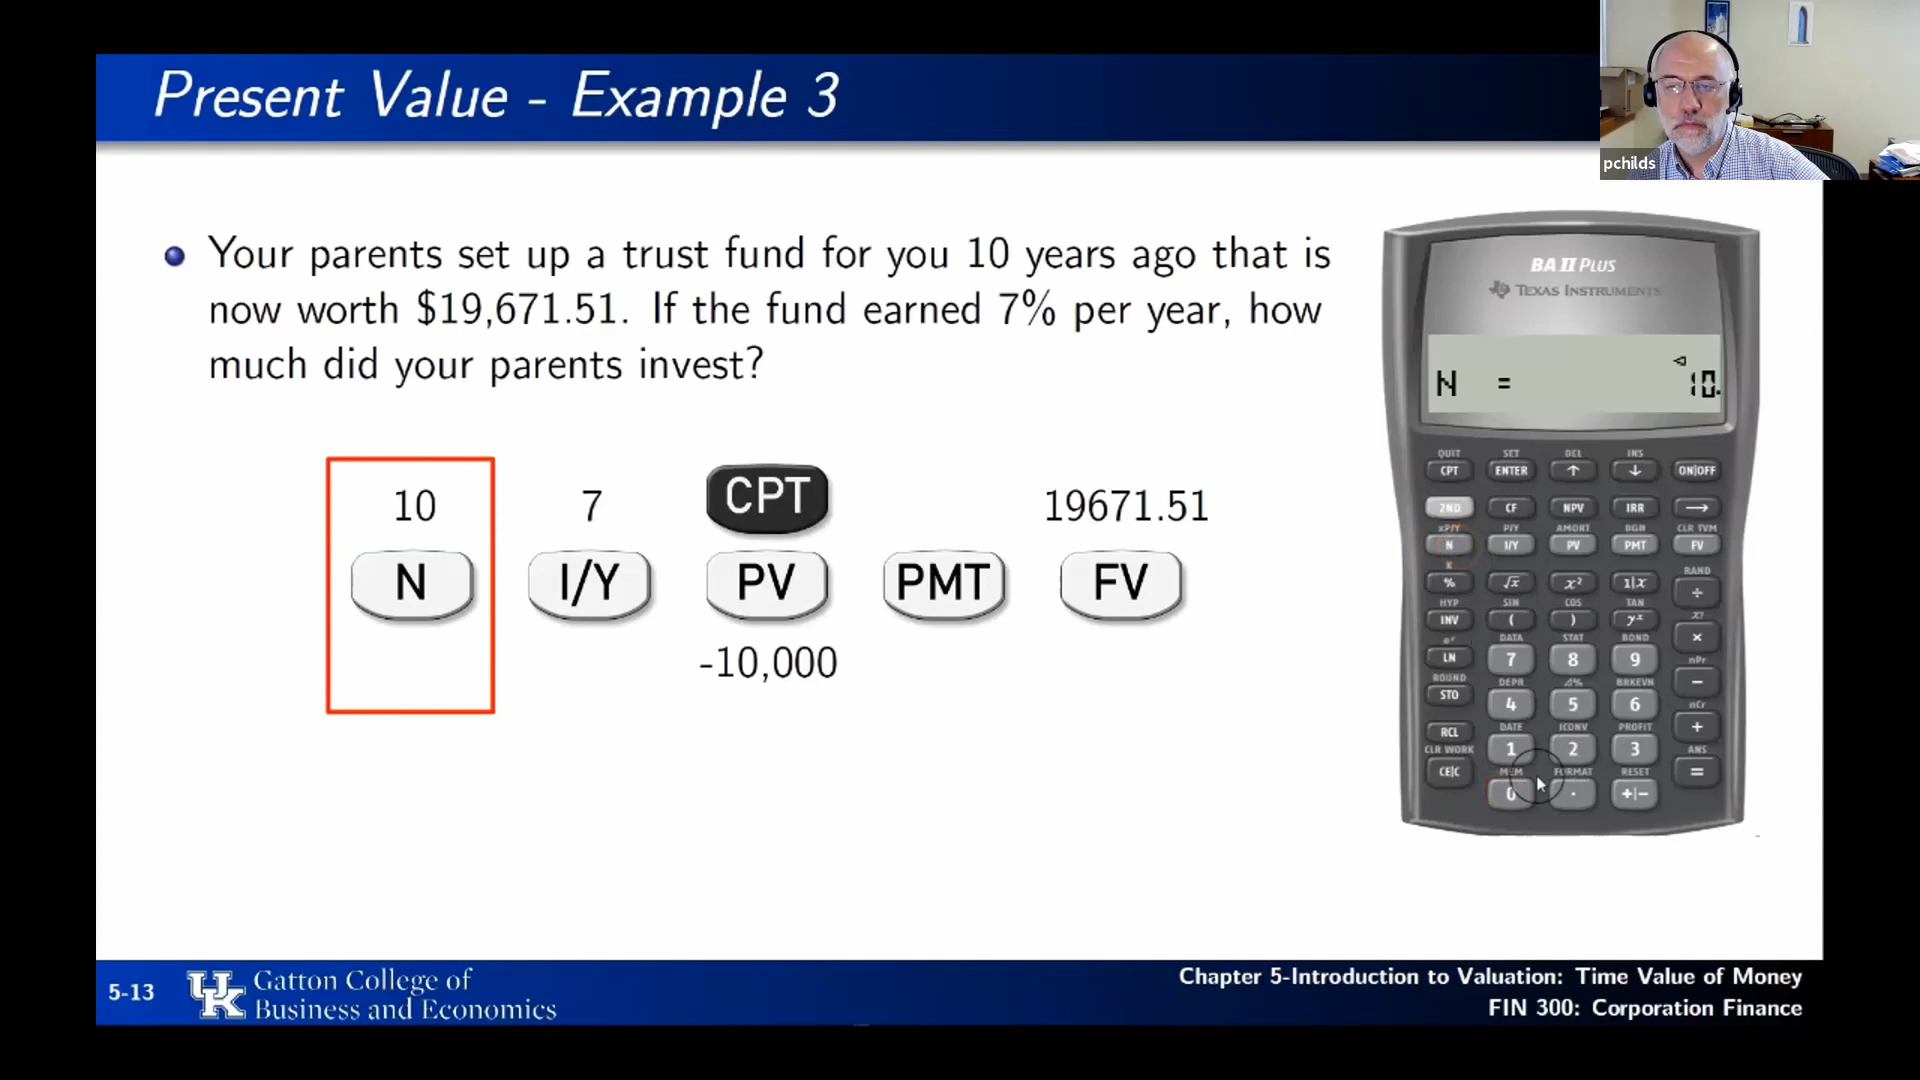 Present Value - Example 3
pchilds
Your parents set up a trust fund for you 10 years ago that is
now worth $19,671.51. If the fund earned 7% per year, how
much did your parents invest?
10 7 CPT 19671.51
N I/Y PV PMT FV
-10,000
BA II PLUS
TEXAS INSTRUMENTS
N = 10.
QUIT SET DEL INS
CPT ENTER ↑ ↓ ON|OFF
2ND CF NPV IRR →
xP/Y P/Y AMORT BGN CLR TVM
N I/Y PV PMT FV
K RAND
% √x x² 1|x ÷
HYP SIN COS TAN x!
INV ( ) yˣ ×
eˣ DATA STAT BOND nPr
LN 7 8 9 −
ROUND DEPR Δ% BRKEVN nCr
STO 4 5 6 +
DATE ICONV PROFIT ANS
RCL 1 2 3 =
CLR WORK MEM FORMAT RESET
CE|C 0 . +|−
5-13
UK
Gatton College of
Business and Economics
Chapter 5-Introduction to Valuation: Time Value of Money
FIN 300: Corporation Finance